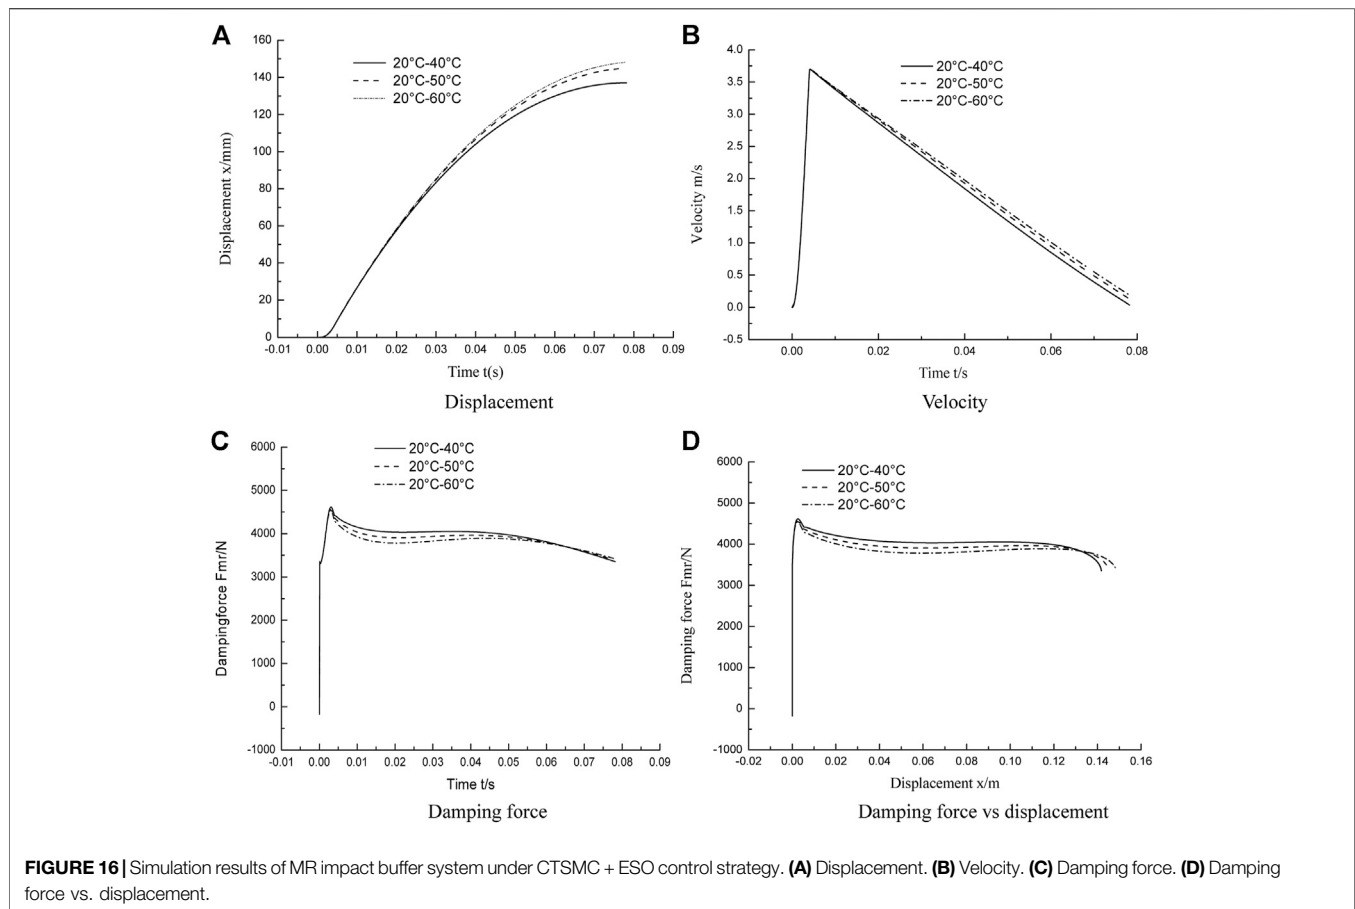 A
160
140
120
100
80
60
40
20
0
Displacement x/mm)
20°C-40°C
20°C-50°C
20°C-60°C
-0.01 0.00 0.01 0.02 0.03 0.04 0.05 0.06 0.07 0.08 0.09
Time t(s)
Displacement
B
4.0
3.5
3.0
2.5
2.0
1.5
1.0
0.5
0.0
-0.5
Velocity m/s
20°C-40°C
20°C-50°C
20°C-60°C
0.00 0.02 0.04 0.06 0.08
Time t/s
Velocity
C
6000
5000
4000
3000
2000
1000
0
-1000
Dampingforce Fmr/N
20°C-40°C
20°C-50°C
20°C-60°C
-0.01 0.00 0.01 0.02 0.03 0.04 0.05 0.06 0.07 0.08 0.09
Time t/s
Damping force
D
6000
5000
4000
3000
2000
1000
0
-1000
Damping force Fmr/N
20°C-40°C
20°C-50°C
20°C-60°C
-0.02 0.00 0.02 0.04 0.06 0.08 0.10 0.12 0.14 0.16
Displacement x/m
Damping force vs displacement
FIGURE 16 | Simulation results of MR impact buffer system under CTSMC + ESO control strategy. (A) Displacement. (B) Velocity. (C) Damping force. (D) Damping
force vs. displacement.